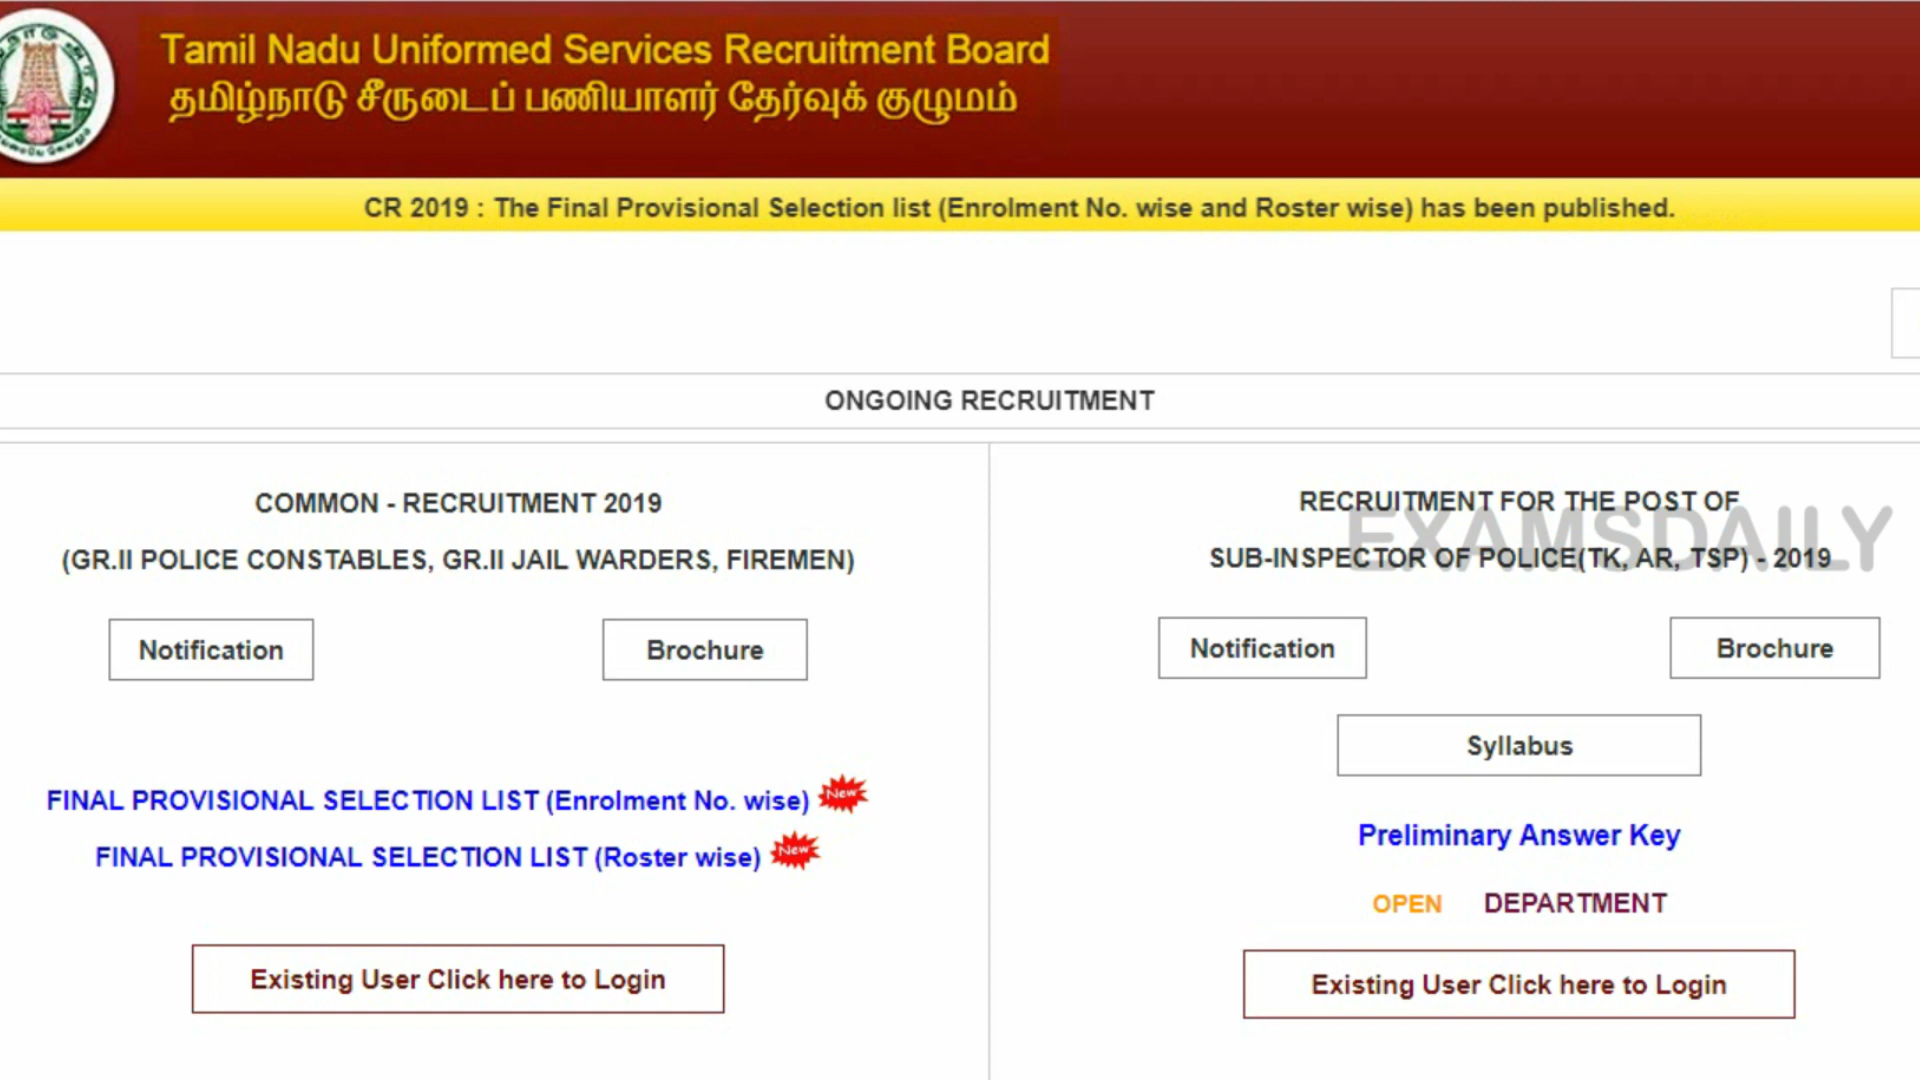 Tamil Nadu Uniformed Services Recruitment Board
தமிழ்நாடு சீருடைப் பணியாளர் தேர்வுக் குழுமம்
CR 2019 : The Final Provisional Selection list (Enrolment No. wise and Roster wise) has been published.
ONGOING RECRUITMENT
COMMON - RECRUITMENT 2019
(GR.II POLICE CONSTABLES, GR.II JAIL WARDERS, FIREMEN)
Notification
Brochure
FINAL PROVISIONAL SELECTION LIST (Enrolment No. wise) New
FINAL PROVISIONAL SELECTION LIST (Roster wise) New
Existing User Click here to Login
RECRUITMENT FOR THE POST OF
EXAMSDAILY
SUB-INSPECTOR OF POLICE(TK, AR, TSP) - 2019
Notification
Brochure
Syllabus
Preliminary Answer Key
OPEN DEPARTMENT
Existing User Click here to Login